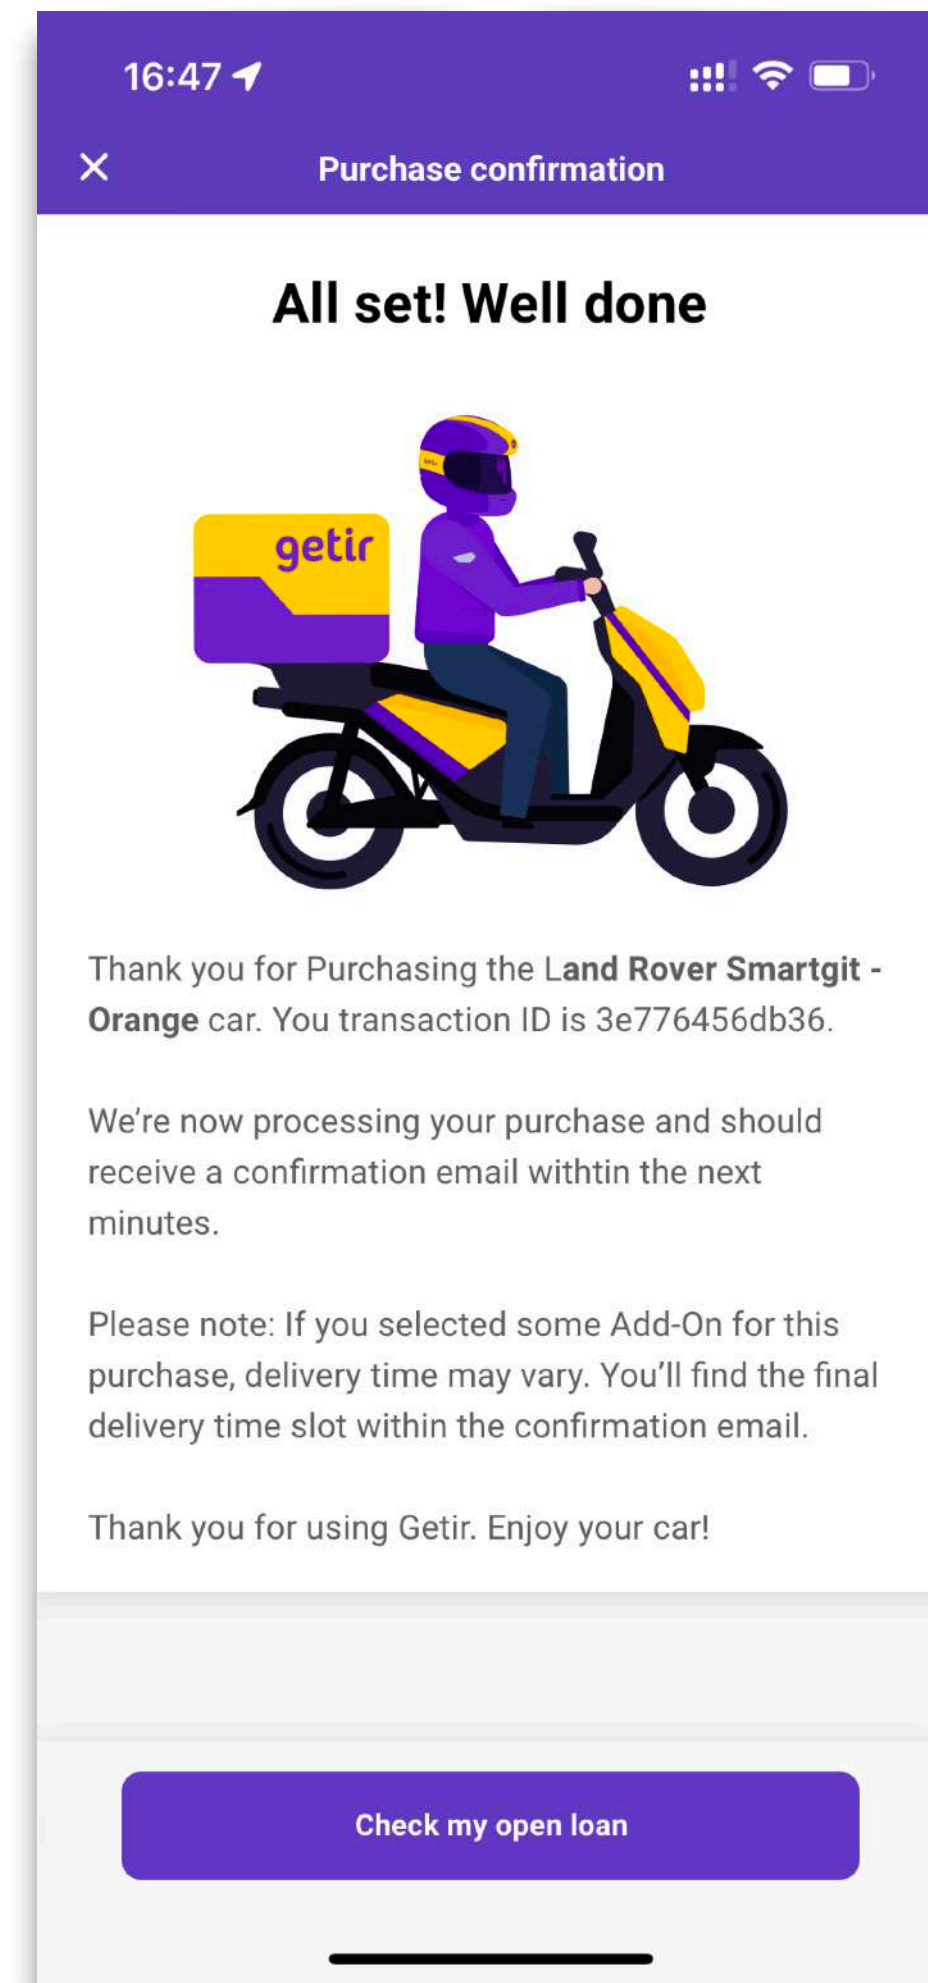 16:47
Purchase confirmation
All set! Well done
getir
Thank you for Purchasing the Land Rover Smartgit -
Orange car. You transaction ID is 3e776456db36.
We’re now processing your purchase and should
receive a confirmation email withtin the next
minutes.
Please note: If you selected some Add-On for this
purchase, delivery time may vary. You’ll find the final
delivery time slot within the confirmation email.
Thank you for using Getir. Enjoy your car!
Check my open loan